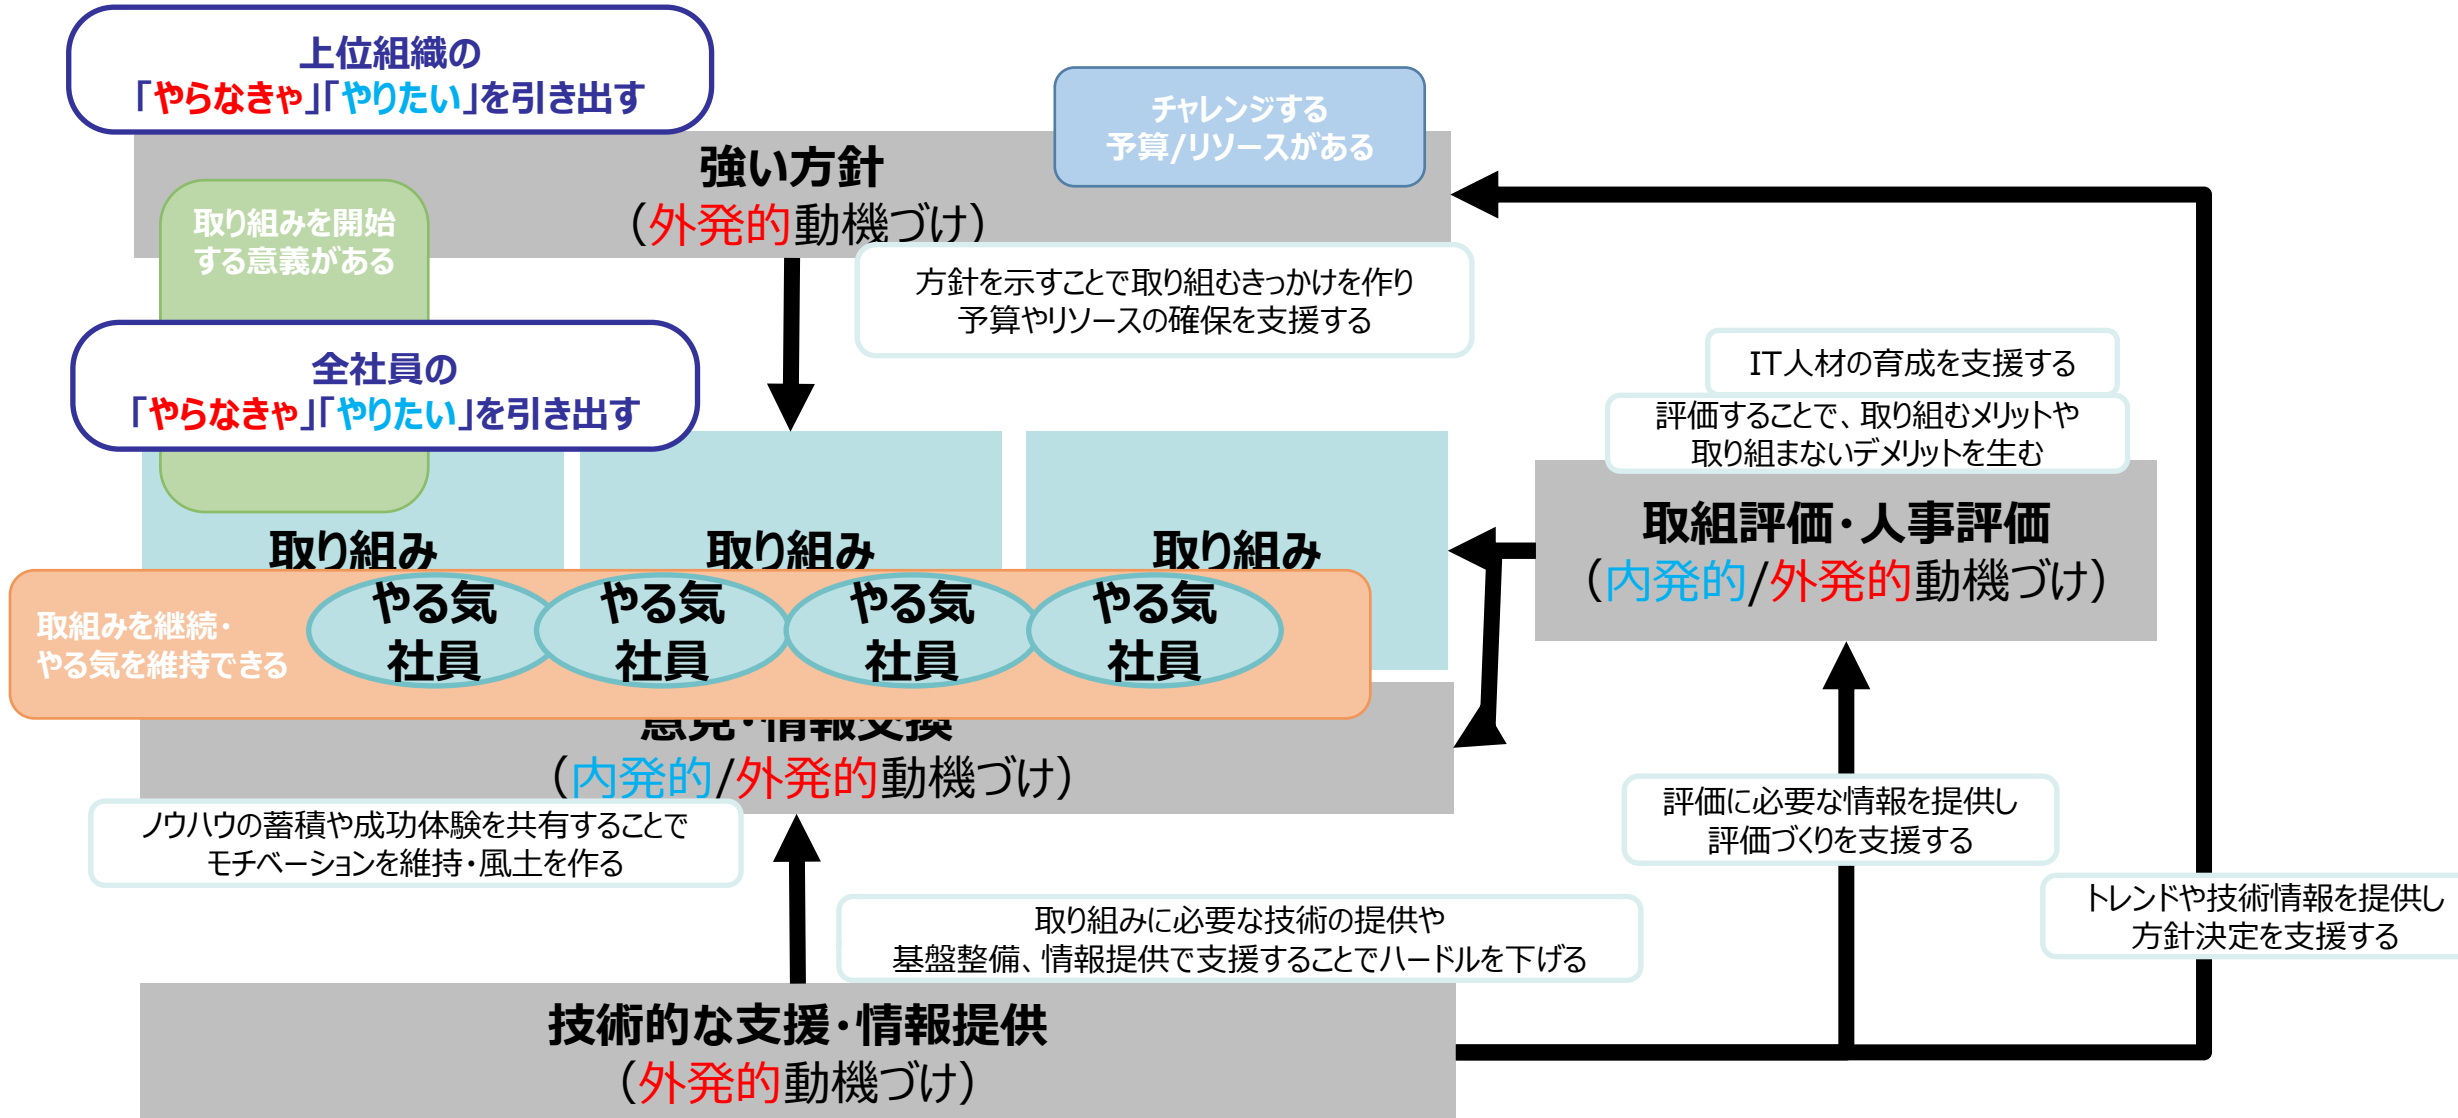 上位組織の
「やらなきゃ」「やりたい」を引き出す
チャレンジする
予算/リソースがある
強い方針
（外発的動機づけ）
取り組みを開始
する意義がある
方針を示すことで取り組むきっかけを作り
予算やリソースの確保を支援する
全社員の
「やらなきゃ」「やりたい」を引き出す
IT人材の育成を支援する
評価することで、取り組むメリットや
取り組まないデメリットを生む
取組評価・人事評価
（内発的/外発的動機づけ）
取り組み
取り組み
取り組み
取組みを継続・
やる気を維持できる
やる気
社員
やる気
社員
やる気
社員
やる気
社員
意見・情報交換
（内発的/外発的動機づけ）
ノウハウの蓄積や成功体験を共有することで
モチベーションを維持・風土を作る
評価に必要な情報を提供し
評価づくりを支援する
トレンドや技術情報を提供し
方針決定を支援する
取り組みに必要な技術の提供や
基盤整備、情報提供で支援することでハードルを下げる
技術的な支援・情報提供
（外発的動機づけ）